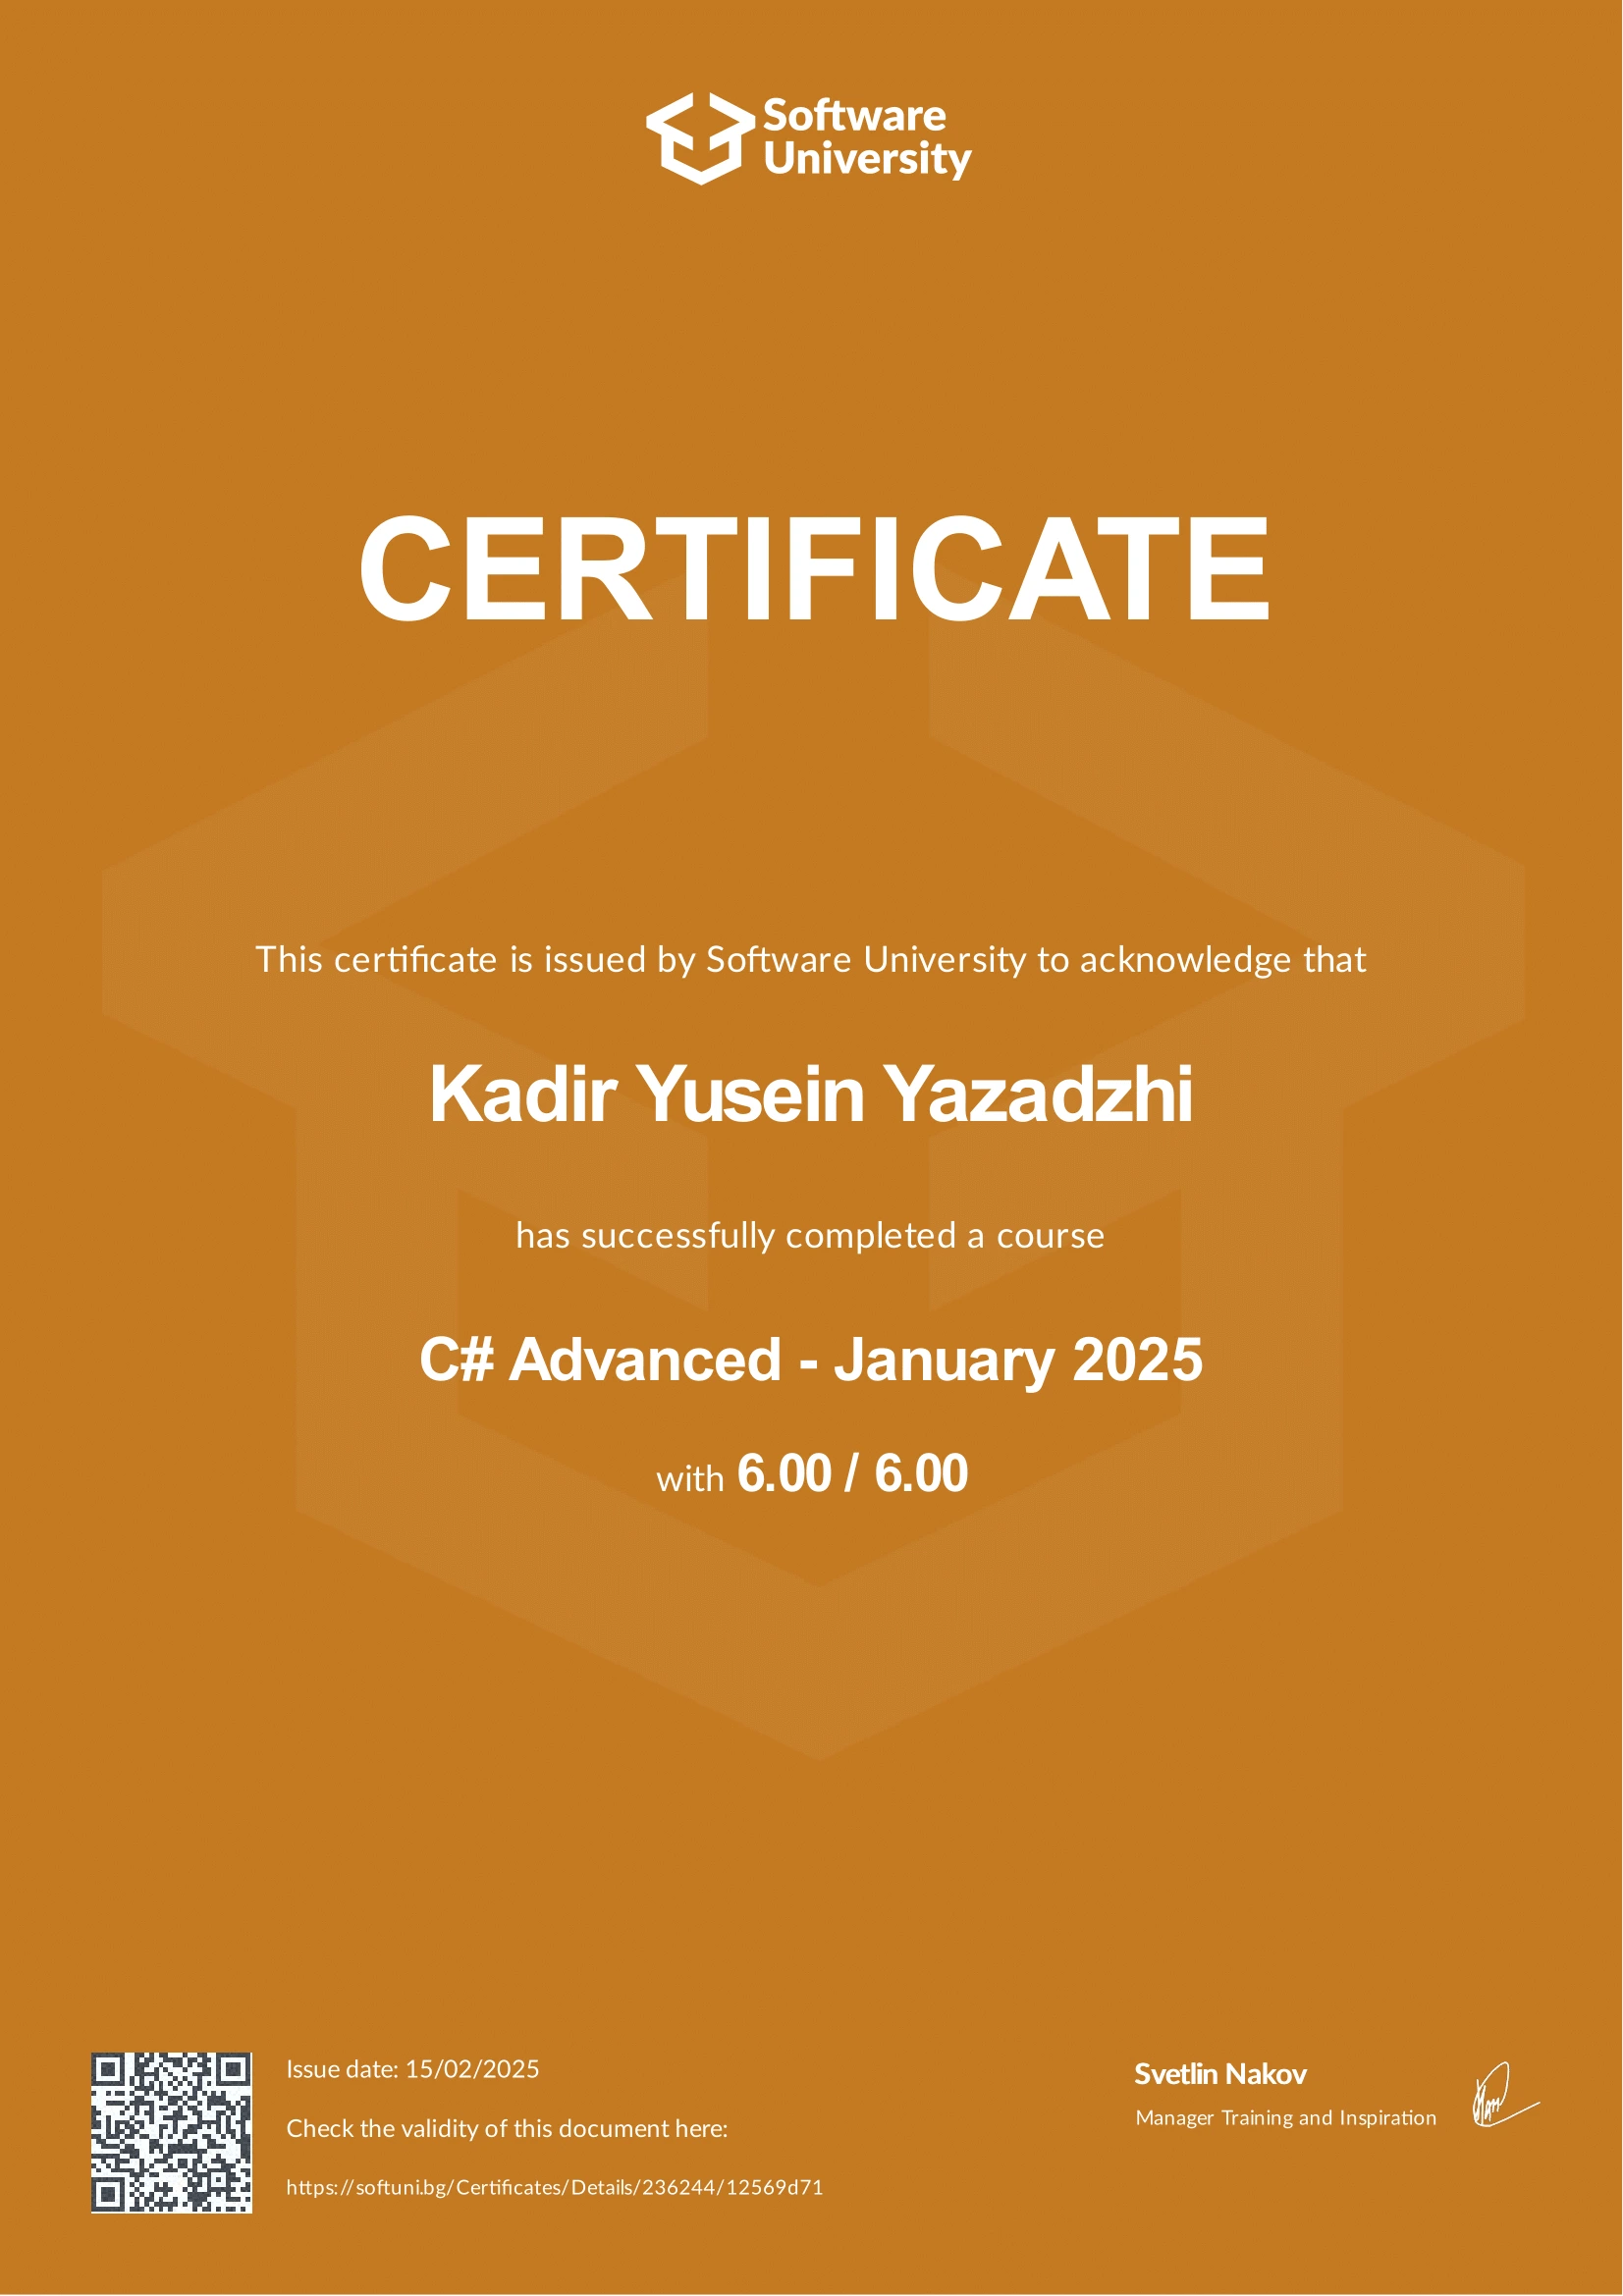 Software
University
CERTIFICATE
This certificate is issued by Software University to acknowledge that
Kadir Yusein Yazadzhi
has successfully completed a course
C# Advanced - January 2025
with 6.00 / 6.00
Issue date: 15/02/2025
Check the validity of this document here:
https://softuni.bg/Certificates/Details/236244/12569d71
Svetlin Nakov
Manager Training and Inspiration